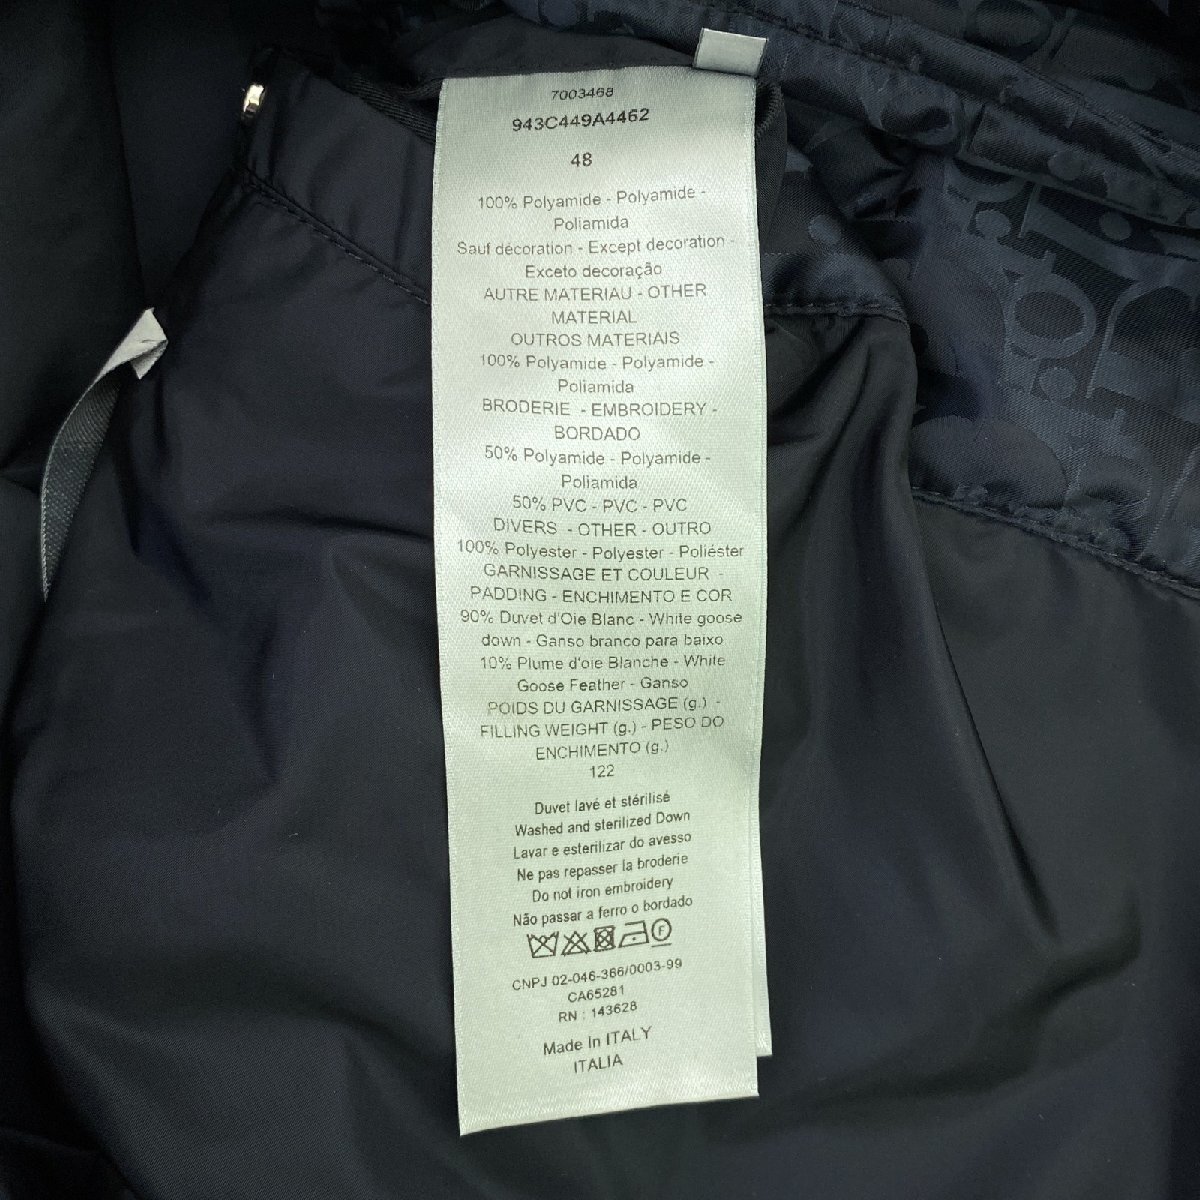 7003468
943C449A4462
48
100% Polyamide - Polyamide -
Poliamida
Sauf décoration - Except decoration -
Exceto decoração
AUTRE MATERIAU - OTHER
MATERIAL
OUTROS MATERIAIS
100% Polyamide - Polyamide -
Poliamida
BRODERIE - EMBROIDERY -
BORDADO
50% Polyamide - Polyamide -
Poliamida
50% PVC - PVC - PVC
DIVERS - OTHER - OUTRO
100% Polyester - Polyester - Poliéster
GARNISSAGE ET COULEUR -
PADDING - ENCHIMENTO E COR
90% Duvet d'Oie Blanc - White goose
down - Ganso branco para baixo
10% Plume d'oie Blanche - White
Goose Feather - Ganso
POIDS DU GARNISSAGE (g.) -
FILLING WEIGHT (g.) - PESO DO
ENCHIMENTO (g.)
122
Duvet lavé et stérilisé
Washed and sterilized Down
Lavar e esterilizar do avesso
Ne pas repasser la broderie
Do not iron embroidery
Não passar a ferro o bordado
F
CNPJ 02-046-366/0003-99
CA65281
RN : 143628
Made In ITALY
ITALIA